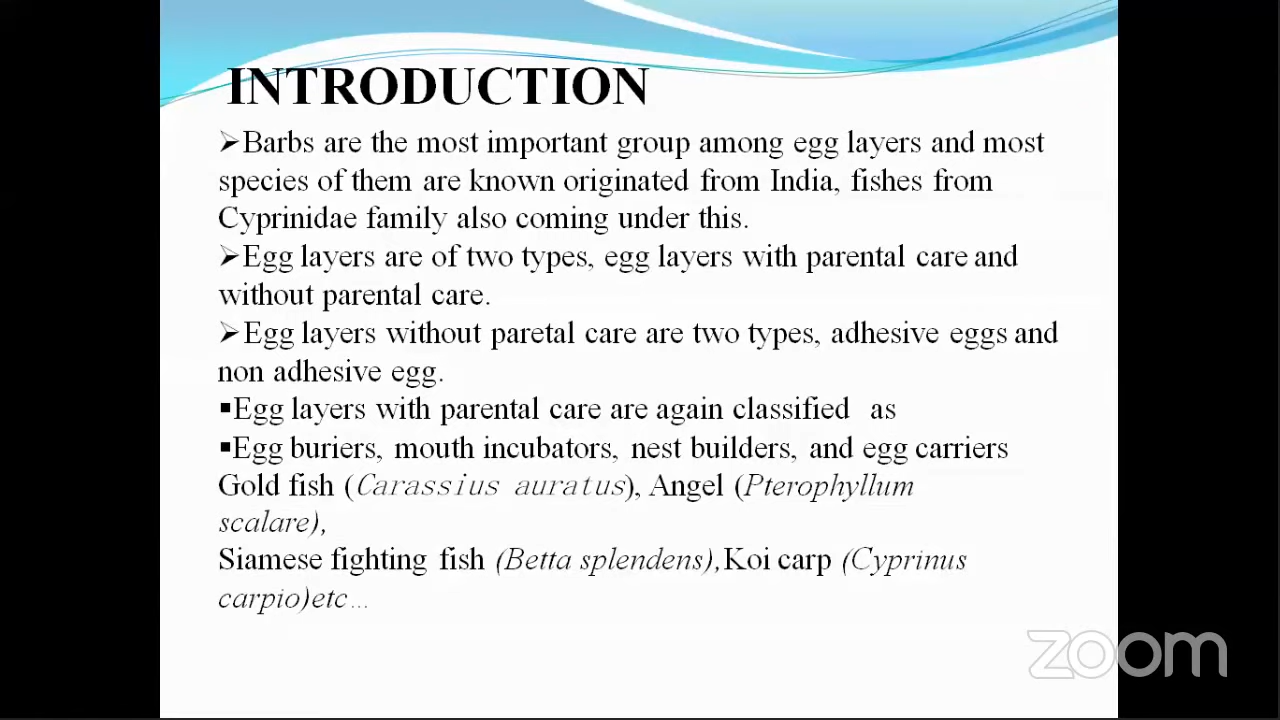 INTRODUCTION
➢Barbs are the most important group among egg layers and most
species of them are known originated from India, fishes from
Cyprinidae family also coming under this.
➢Egg layers are of two types, egg layers with parental care and
without parental care.
➢Egg layers without paretal care are two types, adhesive eggs and
non adhesive egg.
▪Egg layers with parental care are again classified as
▪Egg buriers, mouth incubators, nest builders, and egg carriers
Gold fish (Carassius auratus), Angel (Pterophyllum
scalare),
Siamese fighting fish (Betta splendens),Koi carp (Cyprinus
carpio)etc...
zoom